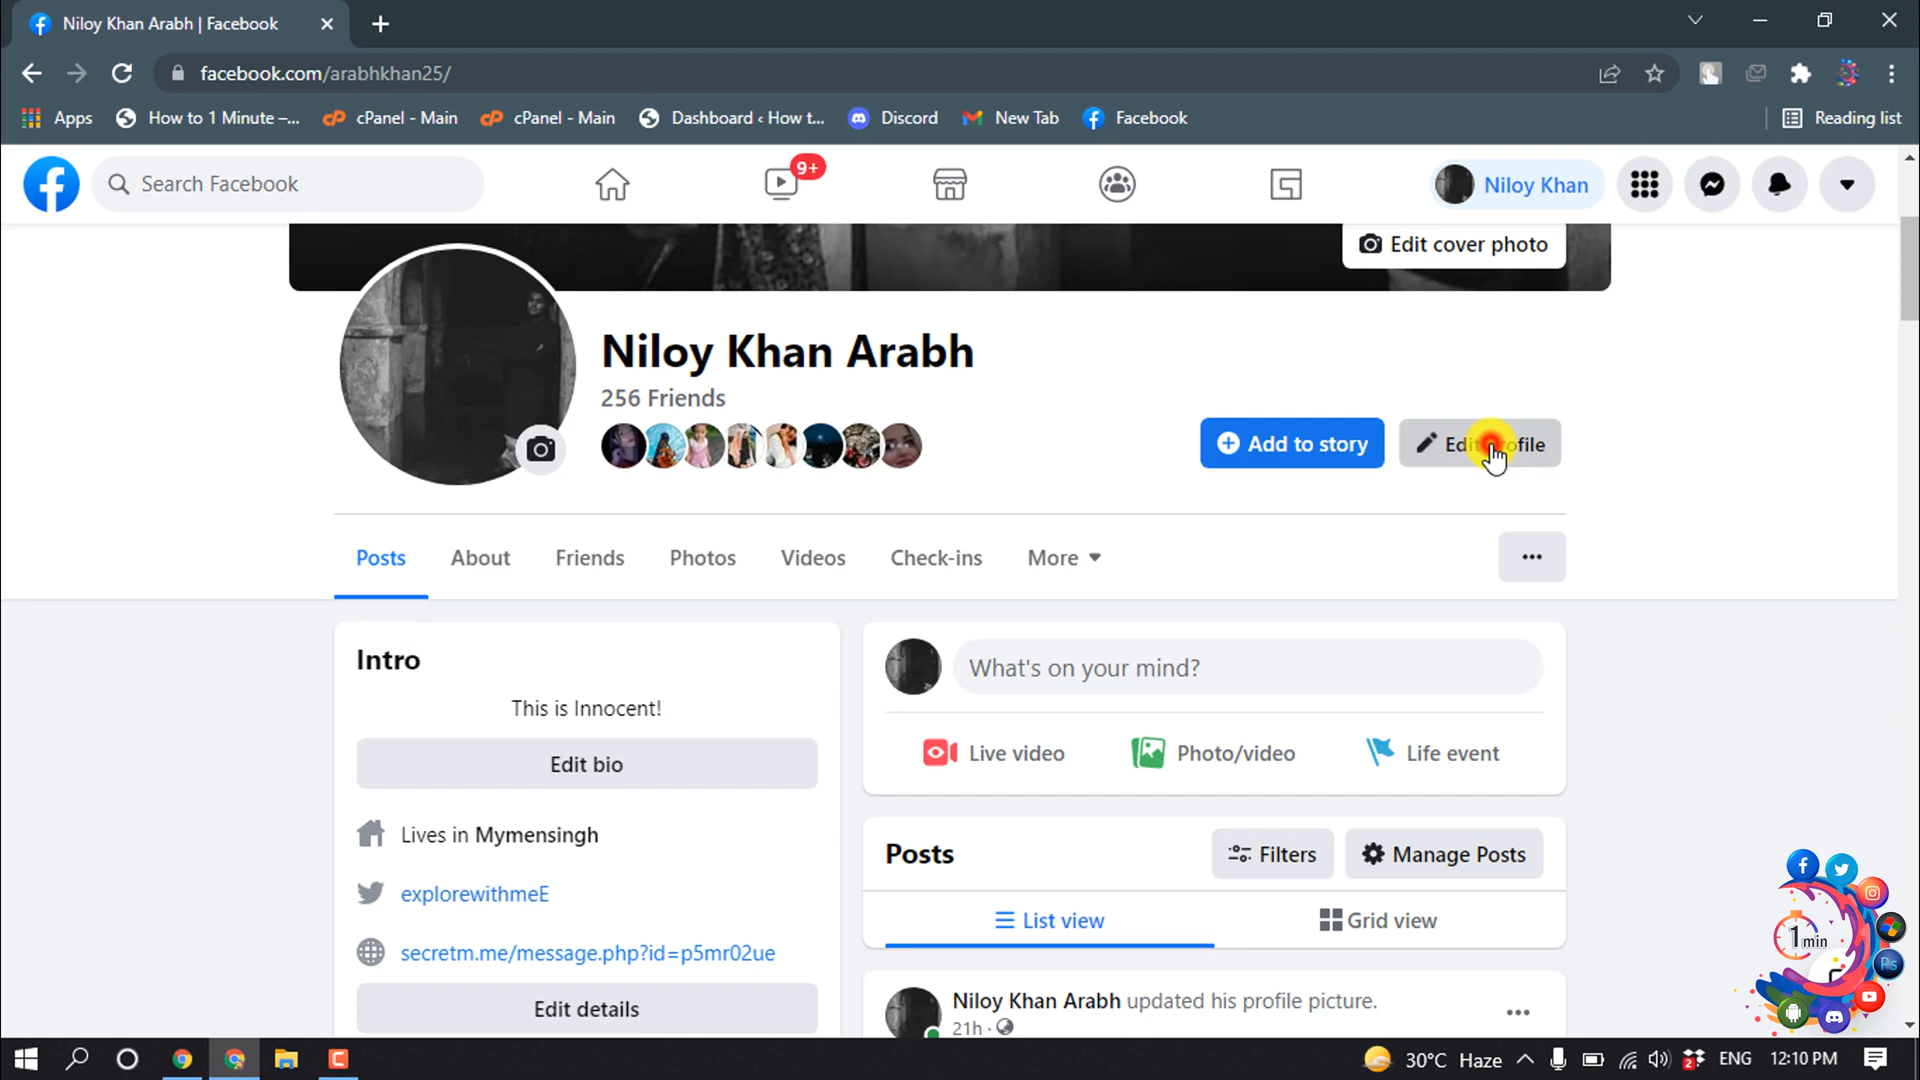 Niloy Khan Arabh | Facebook
facebook.com/arabhkhan25/
Apps How to 1 Minute –... cPanel - Main cPanel - Main Dashboard ‹ How t... Discord New Tab Facebook Reading list
Search Facebook
9+
Niloy Khan
Edit cover photo
Niloy Khan Arabh
256 Friends
Add to story
Edit profile
Posts About Friends Photos Videos Check-ins More
Intro
This is Innocent!
Edit bio
Lives in Mymensingh
explorewithmeE
secretm.me/message.php?id=p5mr02ue
Edit details
What's on your mind?
Live video Photo/video Life event
Posts
Filters
Manage Posts
List view Grid view
Niloy Khan Arabh updated his profile picture.
21h ·
1 min
Ps
30°C Haze
2
ENG
12:10 PM